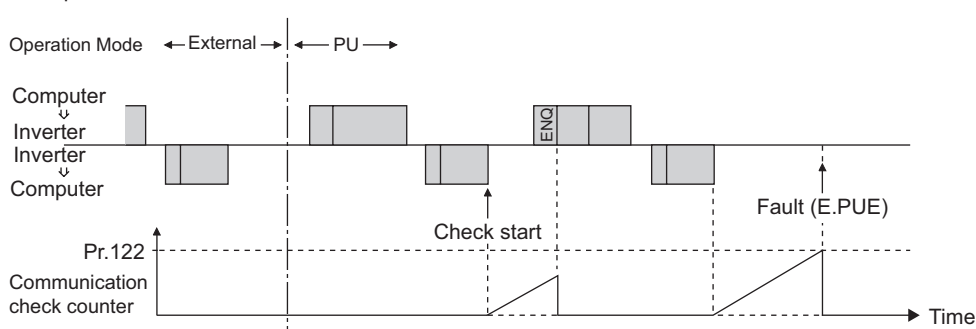 Operation Mode
External
PU
Computer
Inverter
Inverter
Computer
ENQ
Fault (E.PUE)
Check start
Pr.122
Communication
check counter
Time